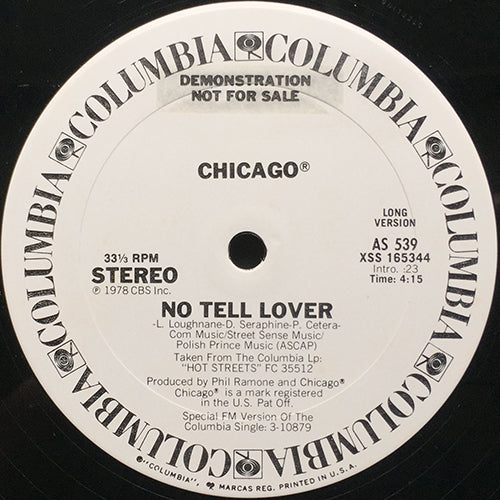 COLUMBIA COLUMBIA COLUMBIA COLUMBIA COLUMBIA COLUMBIA
DEMONSTRATION
NOT FOR SALE
CHICAGO®
LONG
VERSION
33⅓ RPM
STEREO
℗ 1978 CBS Inc.
AS 539
XSS 165344
Intro. :23
Time: 4:15
NO TELL LOVER
-L. Loughnane-D. Seraphine-P. Cetera-
Com Music/Street Sense Music/
Polish Prince Music (ASCAP)
Taken From The Columbia Lp:
"HOT STREETS" FC 35512
Produced by Phil Ramone and Chicago®
Chicago® is a mark registered
in the U.S. Pat Off.
Special FM Version Of The
Columbia Single: 3-10879
®"COLUMBIA", MARCAS REG. PRINTED IN U.S.A.